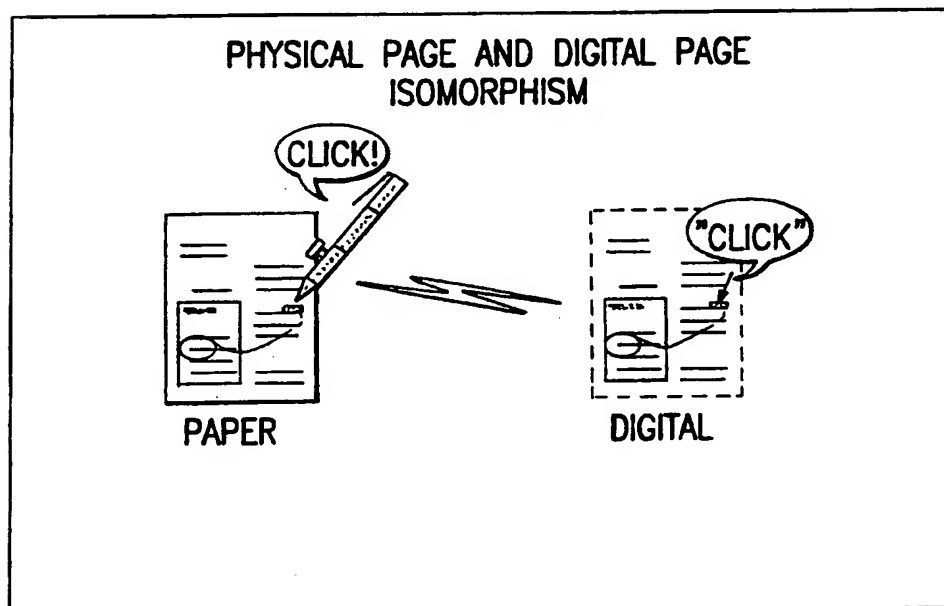 PHYSICAL PAGE AND DIGITAL PAGE
ISOMORPHISM
CLICK!
"CLICK"
PAPER
DIGITAL